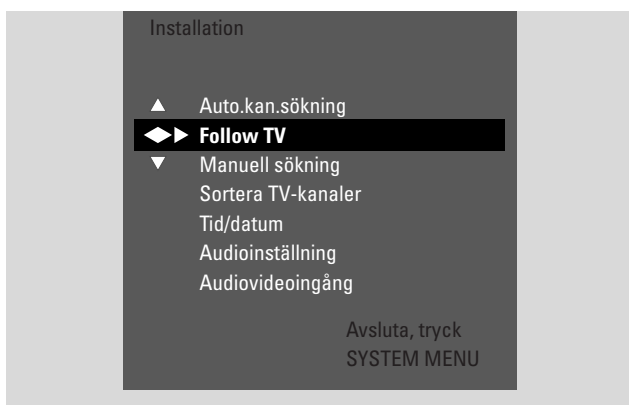 Installation
Auto.kan.sökning
Follow TV
Manuell sökning
Sortera TV-kanaler
Tid/datum
Audioinställning
Audiovideoingång
Avsluta, tryck
SYSTEM MENU